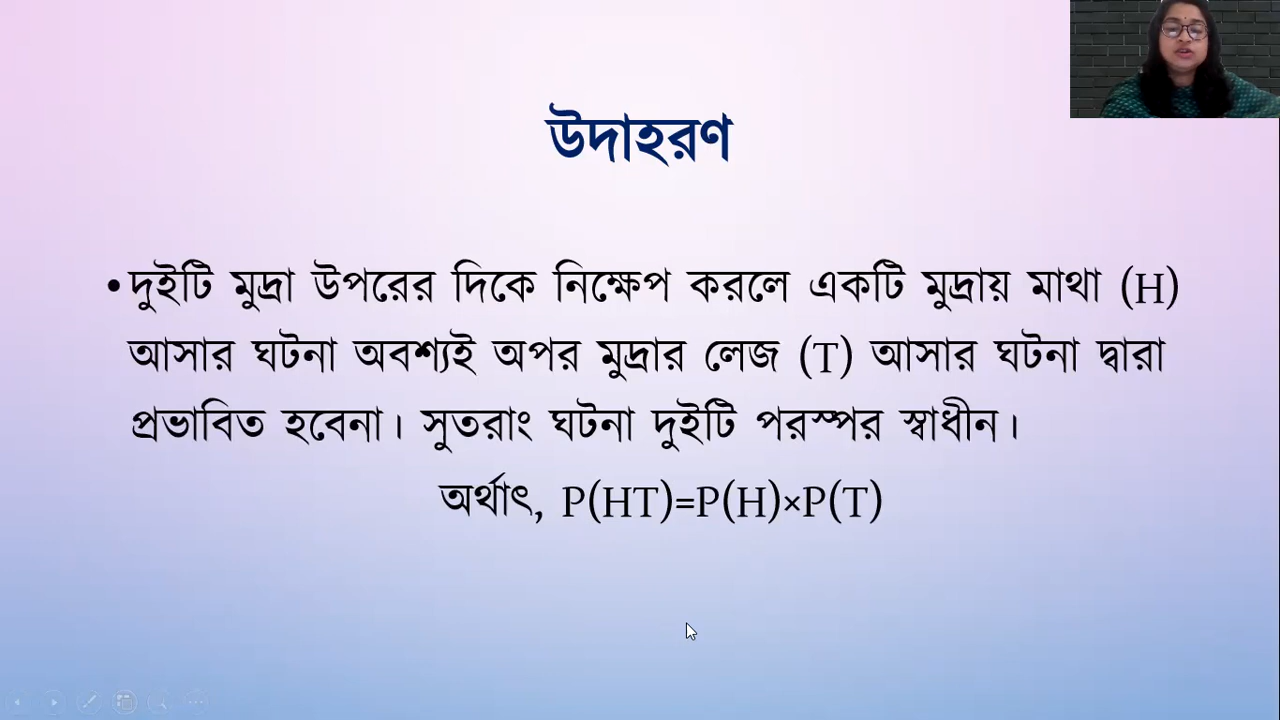 উদাহরণ
•দুইটি মুদ্রা উপরের দিকে নিক্ষেপ করলে একটি মুদ্রায় মাথা (H)
আসার ঘটনা অবশ্যই অপর মুদ্রার লেজ (T) আসার ঘটনা দ্বারা
প্রভাবিত হবেনা। সুতরাং ঘটনা দুইটি পরস্পর স্বাধীন।
অর্থাৎ, P(HT)=P(H)×P(T)